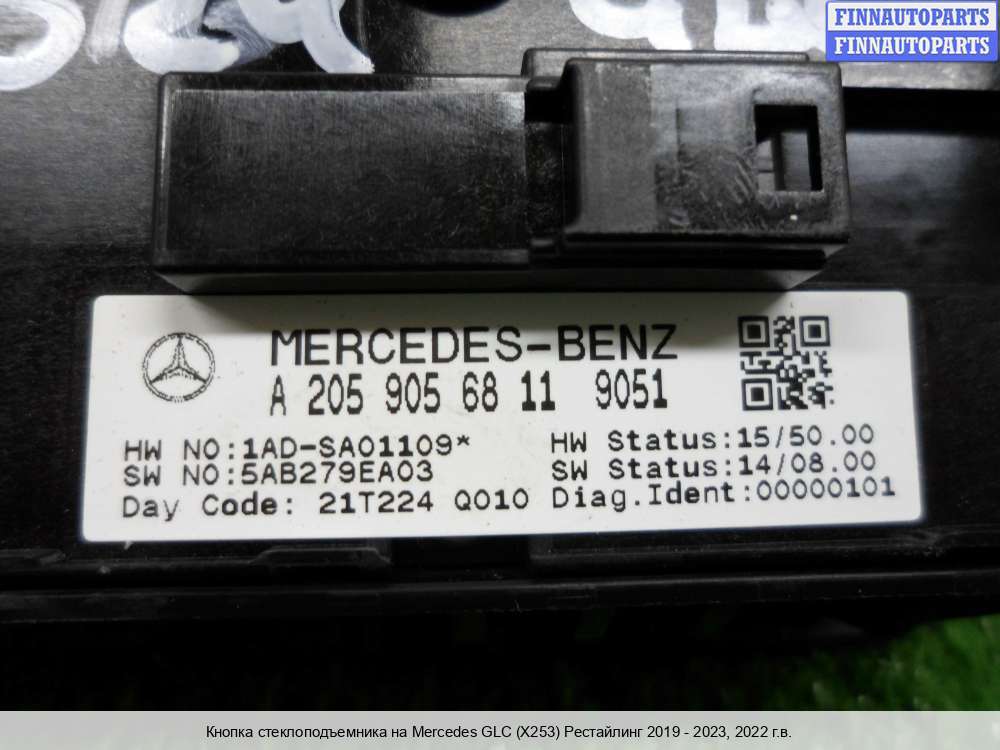 FINNAUTOPARTS
FINNAUTOPARTS
MERCEDES-BENZ
A 205 905 68 11 9051
HW NO:1AD-SA01109* HW Status:15/50.00
SW NO:5AB279EA03 SW Status:14/08.00
Day Code: 21T224 Q010 Diag.Ident:00000101
Кнопка стеклоподъемника на Mercedes GLC (X253) Рестайлинг 2019 - 2023, 2022 г.в.